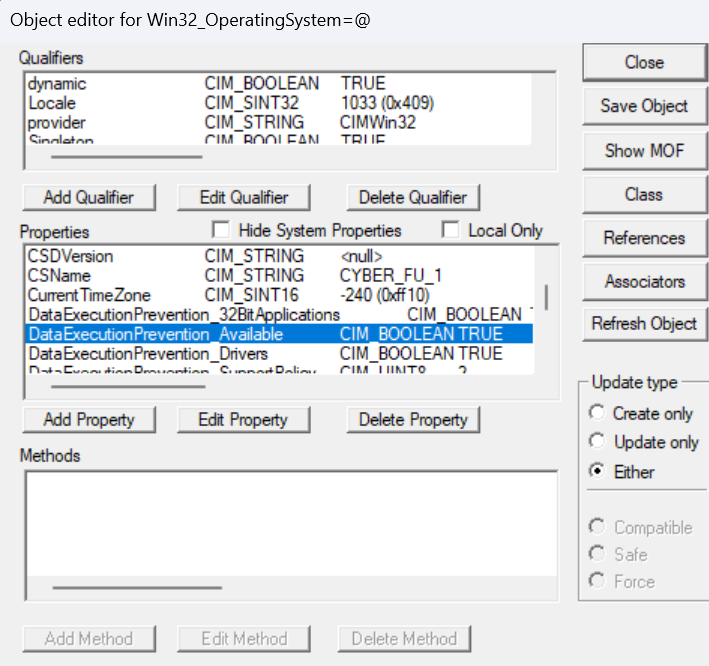 Object editor for Win32_OperatingSystem=@
Qualifiers
dynamic CIM_BOOLEAN TRUE
Locale CIM_SINT32 1033 (0x409)
provider CIM_STRING CIMWin32
Singleton CIM_BOOLEAN TRUE
Add Qualifier Edit Qualifier Delete Qualifier
Properties Hide System Properties Local Only
CSDVersion CIM_STRING <null>
CSName CIM_STRING CYBER_FU_1
CurrentTimeZone CIM_SINT16 -240 (0xff10)
DataExecutionPrevention_32BitApplications CIM_BOOLEAN
DataExecutionPrevention_Available CIM_BOOLEAN TRUE
DataExecutionPrevention_Drivers CIM_BOOLEAN TRUE
DataExecutionPrevention_SupportPolicy CIM_UINT8 2
Add Property Edit Property Delete Property
Methods
Add Method Edit Method Delete Method
Close
Save Object
Show MOF
Class
References
Associators
Refresh Object
Update type
Create only
Update only
Either
Compatible
Safe
Force